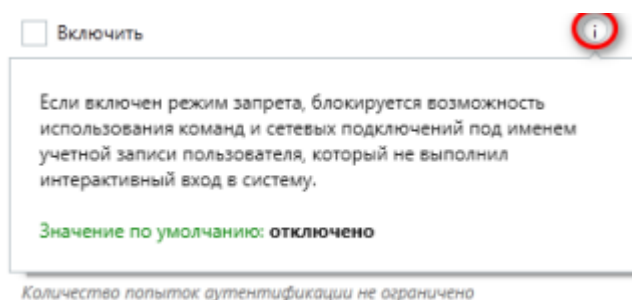 Включить
i
Если включен режим запрета, блокируется возможность
использования команд и сетевых подключений под именем
учетной записи пользователя, который не выполнил
интерактивный вход в систему.
Значение по умолчанию: отключено
Количество попыток аутентификации не ограничено